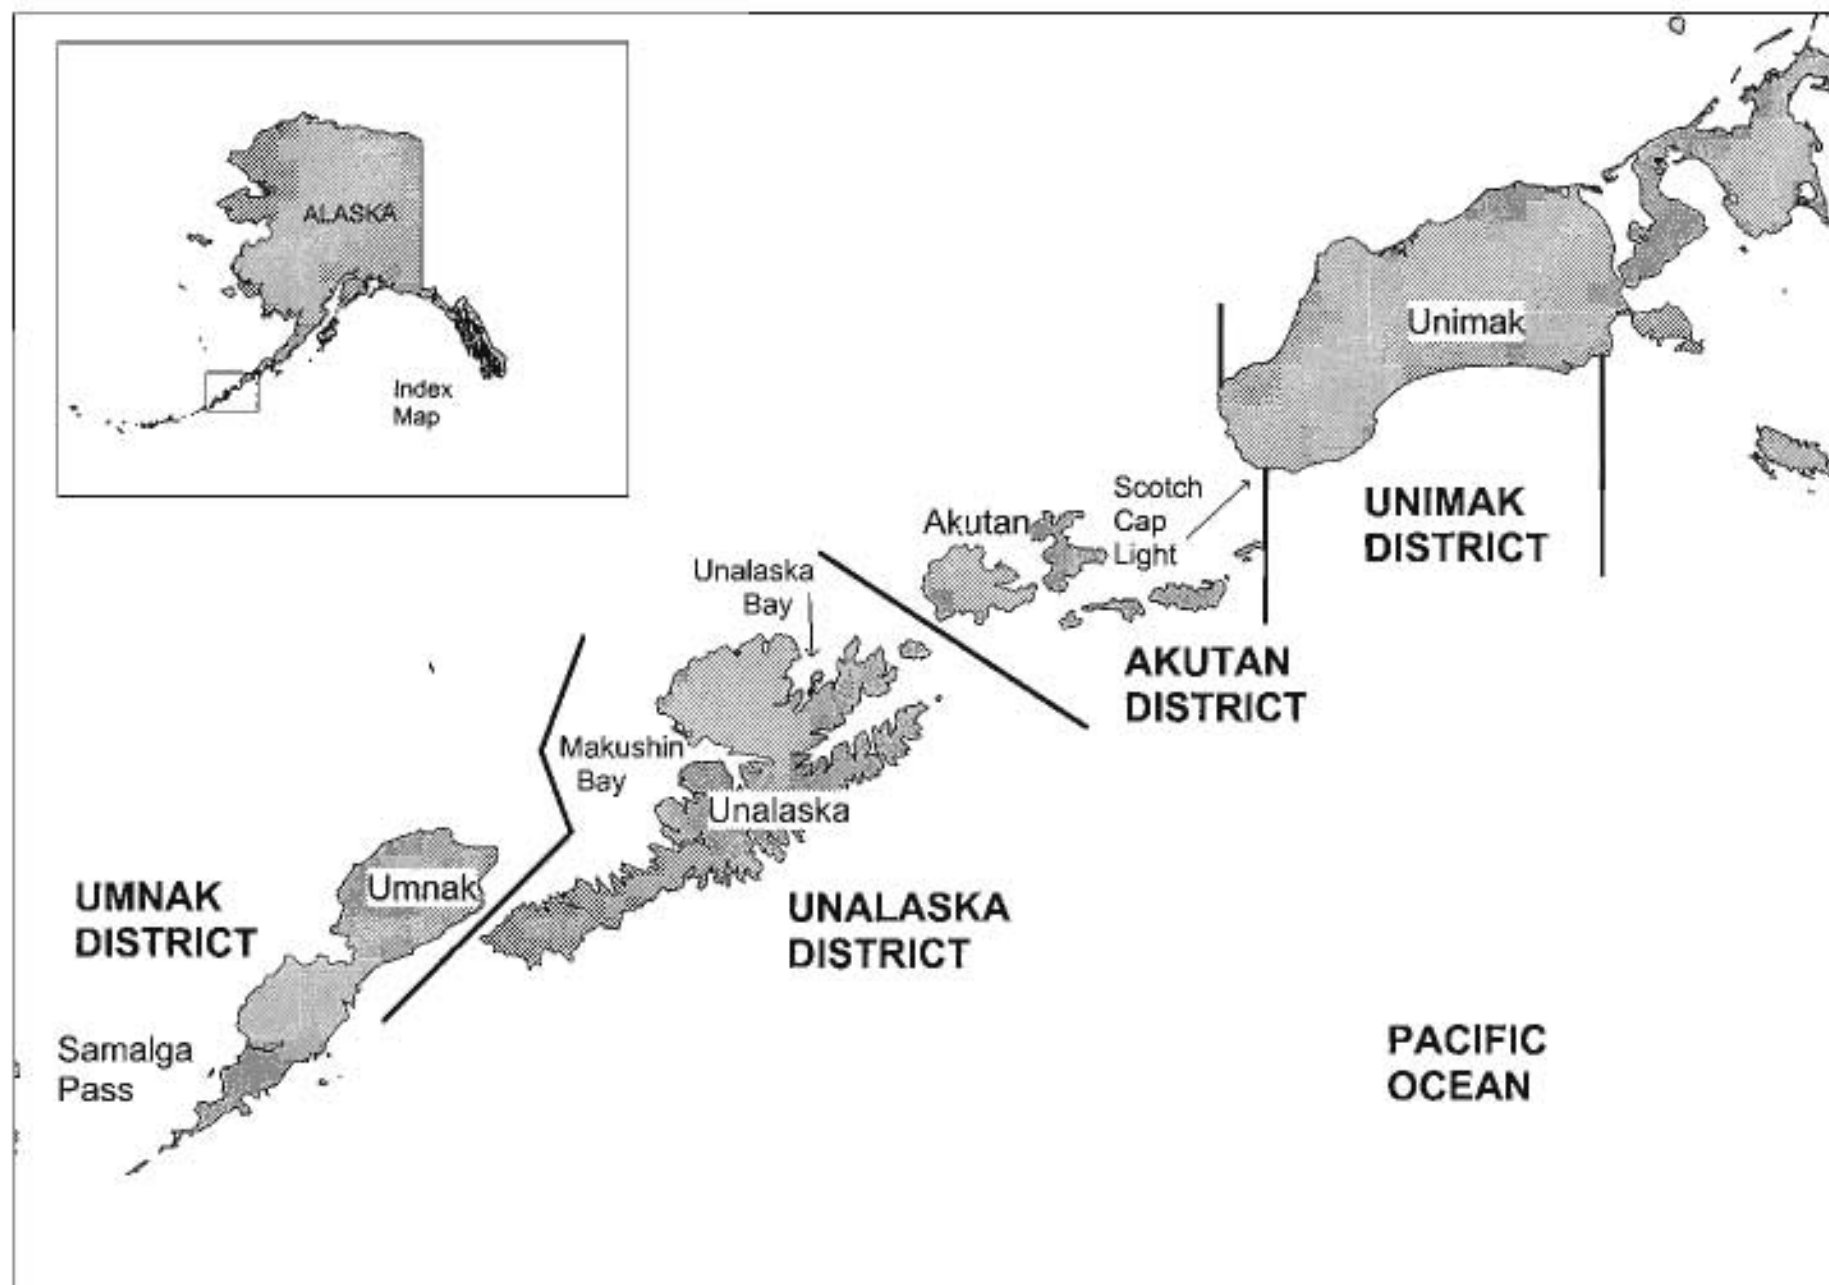 ALASKA
Index
Map
Unimak
Scotch
Cap
Light
UNIMAK
DISTRICT
Akutan
Unalaska
Bay
AKUTAN
DISTRICT
Makushin
Bay
Unalaska
Umnak
UMNAK
DISTRICT
UNALASKA
DISTRICT
Samalga
Pass
PACIFIC
OCEAN